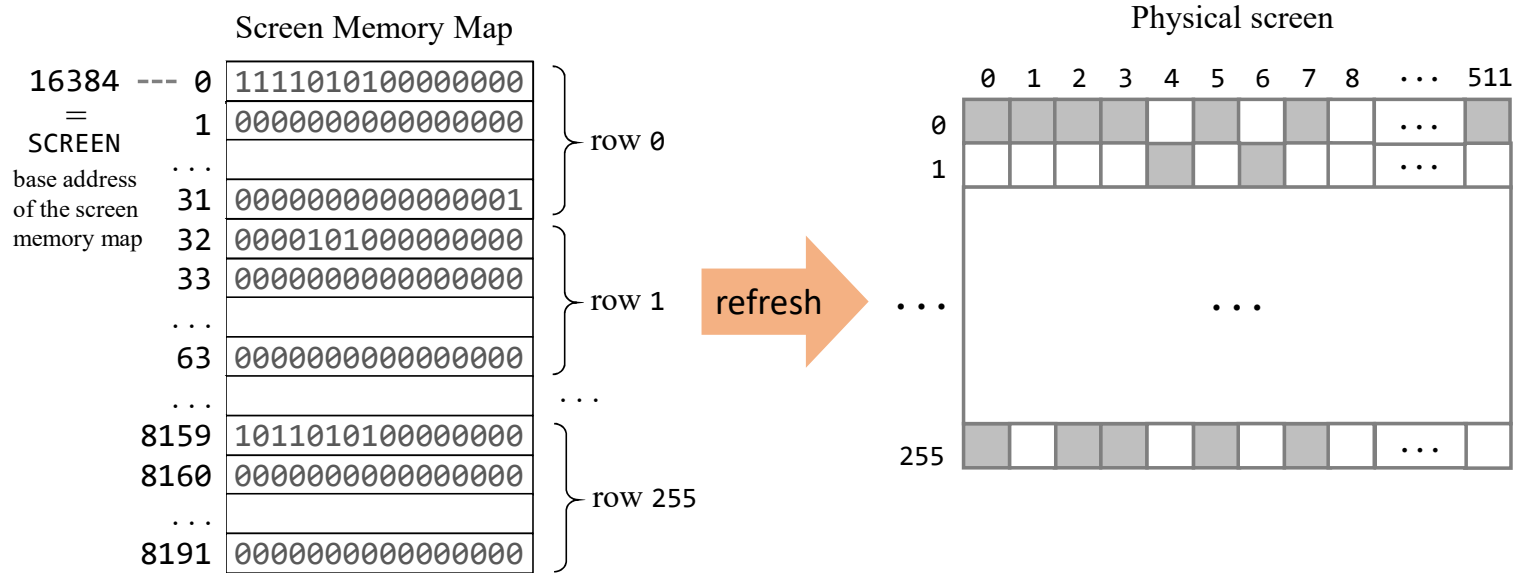 Screen Memory Map
16384 --- 0 1111010100000000
=
SCREEN
base address
of the screen
memory map
1 0000000000000000
...
31 0000000000000001
row 0
32 0000101000000000
33 0000000000000000
...
63 0000000000000000
row 1
... ...
8159 1011010100000000
8160 0000000000000000
...
8191 0000000000000000
row 255
refresh
Physical screen
0 1 2 3 4 5 6 7 8 ... 511
0 ...
1 ...
... ...
255 ...